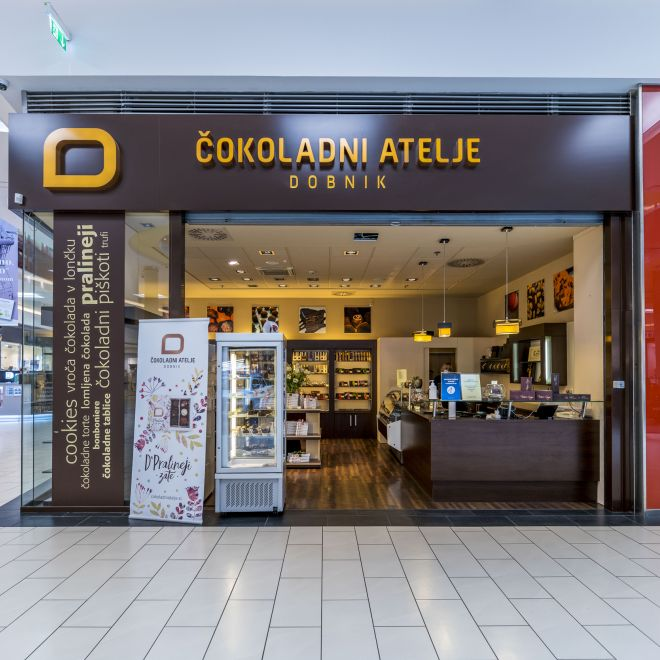 ČOKOLADNI ATELJE
DOBNIK
cookies vroča čokolada v lončku
čokoladne torte lomljena čokolada
bonboniere pralineji
čokoladne tablice čokoladni piškoti trufi
ČOKOLADNI ATELJE
DOBNIK
D'Pralineji
zate